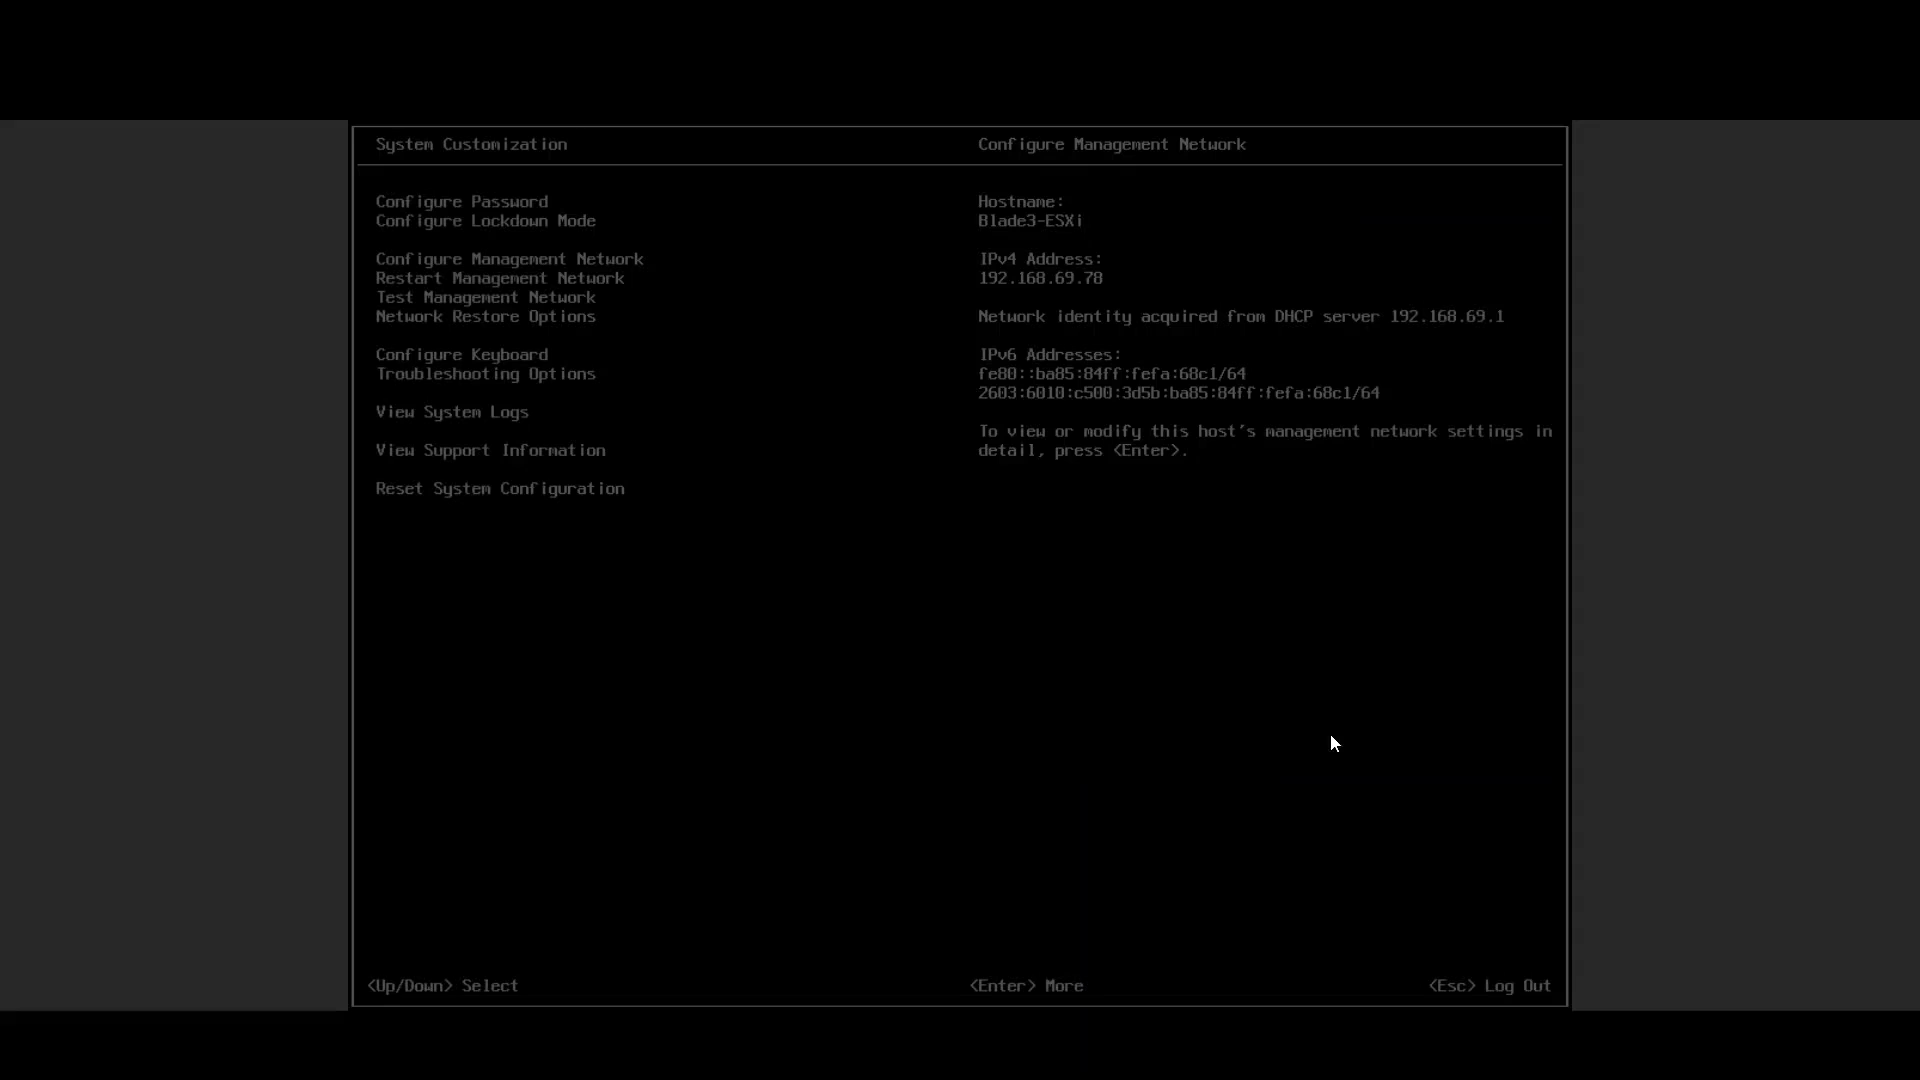 System Customization
Configure Management Network
Configure Password
Configure Lockdown Mode
Configure Management Network
Restart Management Network
Test Management Network
Network Restore Options
Configure Keyboard
Troubleshooting Options
View System Logs
View Support Information
Reset System Configuration
Hostname:
Blade3-ESXi
IPv4 Address:
192.168.69.78
Network identity acquired from DHCP server 192.168.69.1
IPv6 Addresses:
fe80::ba85:84ff:fefa:68c1/64
2603:6010:c500:3d5b:ba85:84ff:fefa:68c1/64
To view or modify this host's management network settings in
detail, press <Enter>.
<Up/Down> Select
<Enter> More
<Esc> Log Out